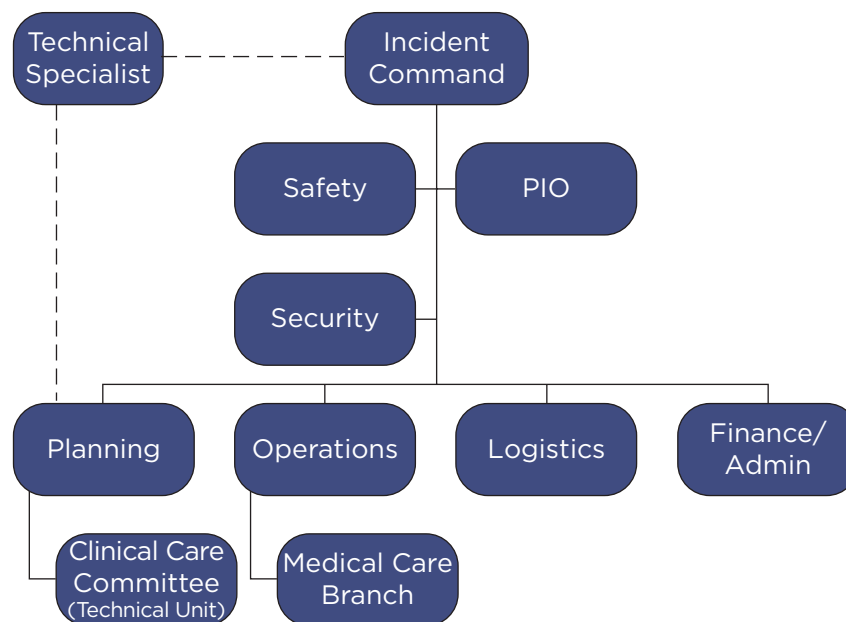 Technical
Specialist
Incident
Command
Safety
PIO
Security
Planning
Operations
Logistics
Finance/
Admin
Clinical Care
Committee
(Technical Unit)
Medical Care
Branch